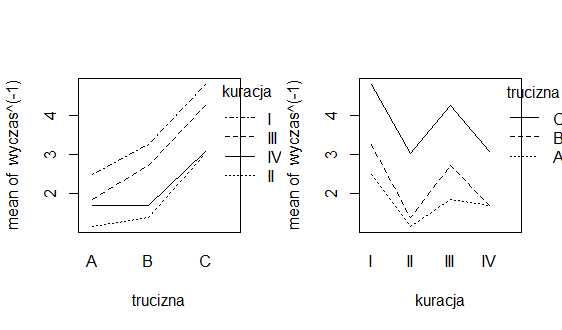 mean of wyczas^(-1)
4
3
2
A B C
trucizna
kuracja
I
III
IV
II
mean of wyczas^(-1)
4
3
2
I II III IV
kuracja
trucizna
C
B
A